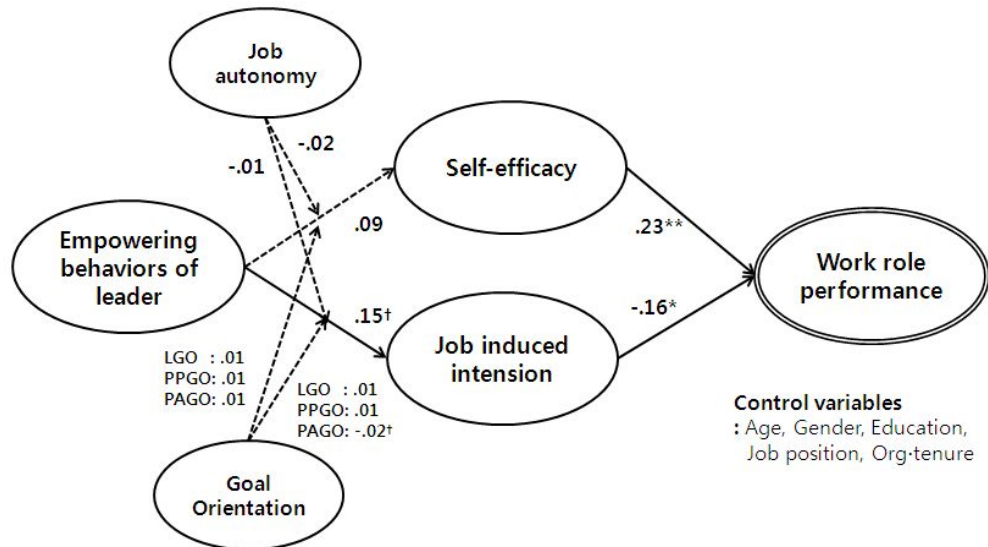 Job
autonomy
-.02
-.01
Self-efficacy
.09
.23**
Empowering
behaviors of
leader
Work role
performance
.15†
-.16*
Job induced
intension
LGO : .01
PPGO: .01
PAGO: .01
LGO : .01
PPGO: .01
PAGO: -.02†
Control variables
: Age, Gender, Education,
Job position, Org·tenure
Goal
Orientation